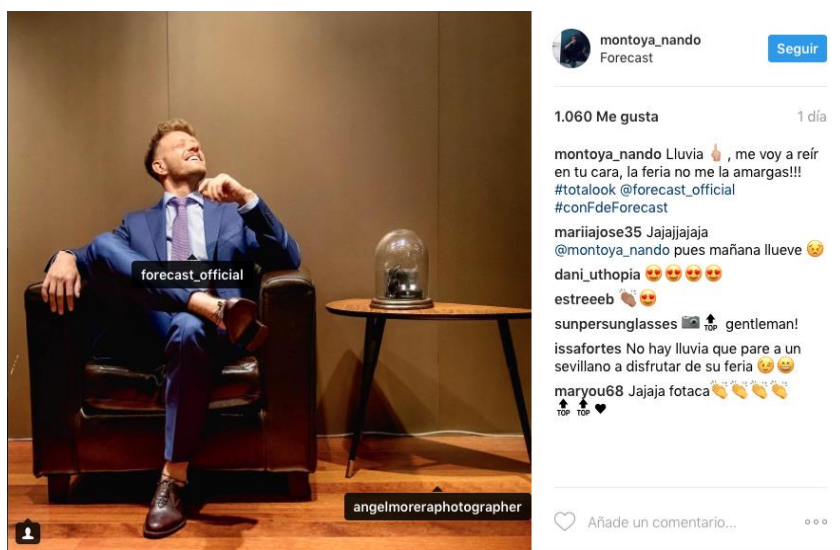 forecast_official
angelmoreraphotographer
montoya_nando
Forecast
Seguir
1.060 Me gusta
1 día
montoya_nando Lluvia ☝🏻 , me voy a reír
en tu cara, la feria no me la amargas!!!
#totalook @forecast_official
#conFdeForecast
mariiajose35 Jajajjajaja
@montoya_nando pues mañana llueve 😣
dani_uthopia 😍😍😍😍
estreeeb 👏🏽😍
sunpersunglasses 📷🔝 gentleman!
issafortes No hay lluvia que pare a un
sevillano a disfrutar de su feria 😉😁
maryou68 Jajaja fotaca👏👏👏👏
🔝🔝♥
Añade un comentario...